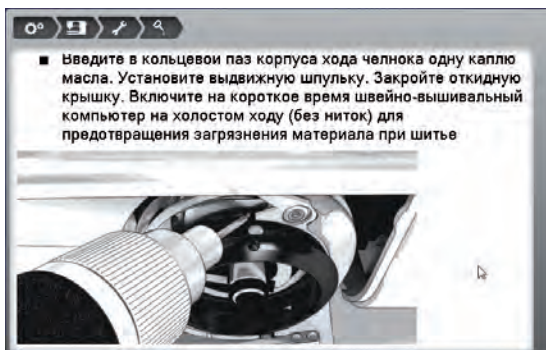 ■ Введите в кольцевой паз корпуса хода челнока одну каплю
масла. Установите выдвижную шпульку. Закройте откидную
крышку. Включите на короткое время швейно-вышивальный
компьютер на холостом ходу (без ниток) для
предотвращения загрязнения материала при шитье